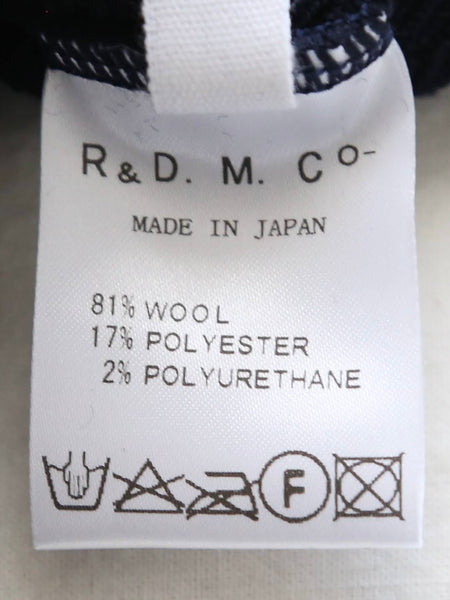 R & D. M. Co-
MADE IN JAPAN
81% WOOL
17% POLYESTER
2% POLYURETHANE
F